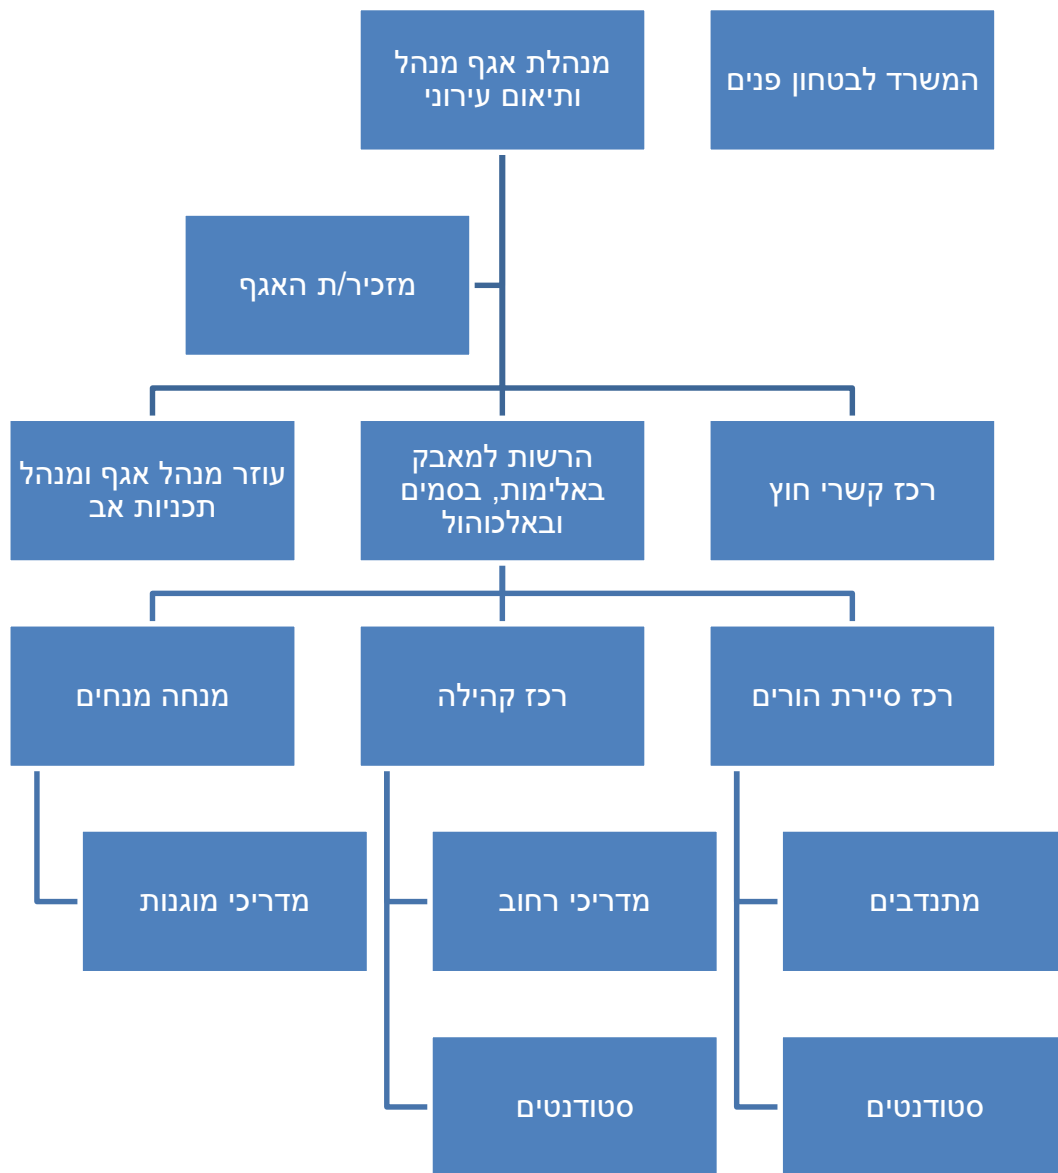 המשרד לבטחון פנים
מנהלת אגף מנהל
ותיאום עירוני
מזכיר/ת האגף
רכז קשרי חוץ
הרשות למאבק
באלימות, בסמים
ובאלכוהול
עוזר מנהל אגף ומנהל
תכניות אב
רכז סיירת הורים
רכז קהילה
מנחה מנחים
מתנדבים
מדריכי רחוב
מדריכי מוגנות
סטודנטים
סטודנטים